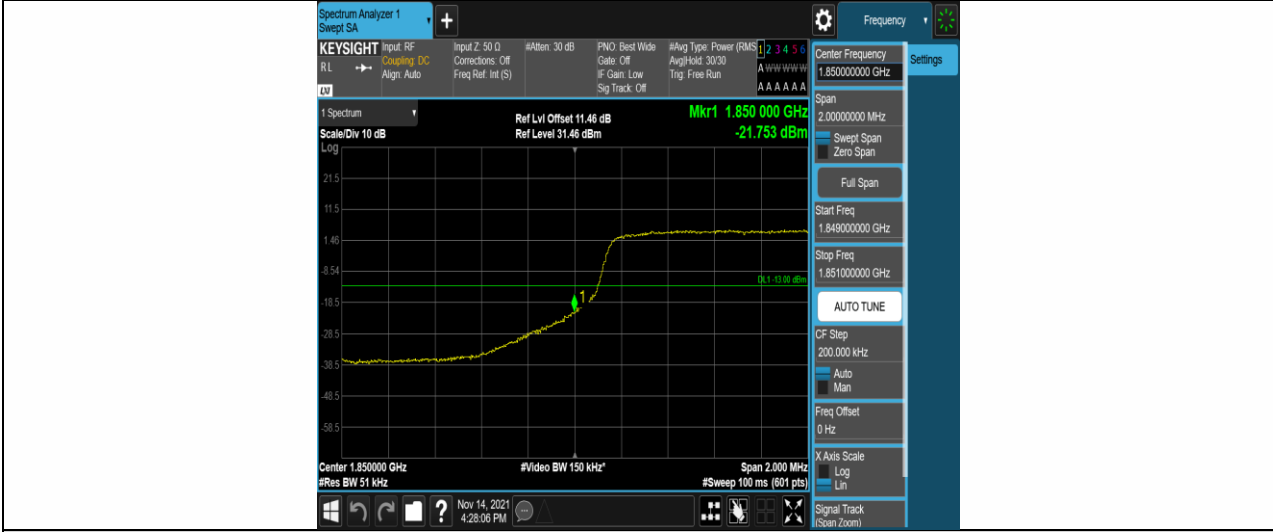 Spectrum Analyzer 1
Swept SA
+
Frequency
KEYSIGHT
RL
LXI
Input: RF
Coupling: DC
Align: Auto
Input Z: 50 Ω
Corrections: Off
Freq Ref: Int (S)
#Atten: 30 dB
PNO: Best Wide
Gate: Off
IF Gain: Low
Sig Track: Off
#Avg Type: Power (RMS
Avg|Hold: 30/30
Trig: Free Run
1 2 3 4 5 6
A W W W W W
A A A A A A
1 Spectrum
Scale/Div 10 dB
Log
Ref Lvl Offset 11.46 dB
Ref Level 31.46 dBm
Mkr1 1.850 000 GHz
-21.753 dBm
21.5
11.5
1.46
-8.54
-18.5
-28.5
-38.5
-48.5
-58.5
DL1 -13.00 dBm
1
Center 1.850000 GHz
#Res BW 51 kHz
#Video BW 150 kHz*
Span 2.000 MHz
#Sweep 100 ms (601 pts)
?
Nov 14, 2021
4:28:06 PM
Center Frequency
1.850000000 GHz
Settings
Span
2.00000000 MHz
Swept Span
Zero Span
Full Span
Start Freq
1.849000000 GHz
Stop Freq
1.851000000 GHz
AUTO TUNE
CF Step
200.000 kHz
Auto
Man
Freq Offset
0 Hz
X Axis Scale
Log
Lin
Signal Track
(Span Zoom)